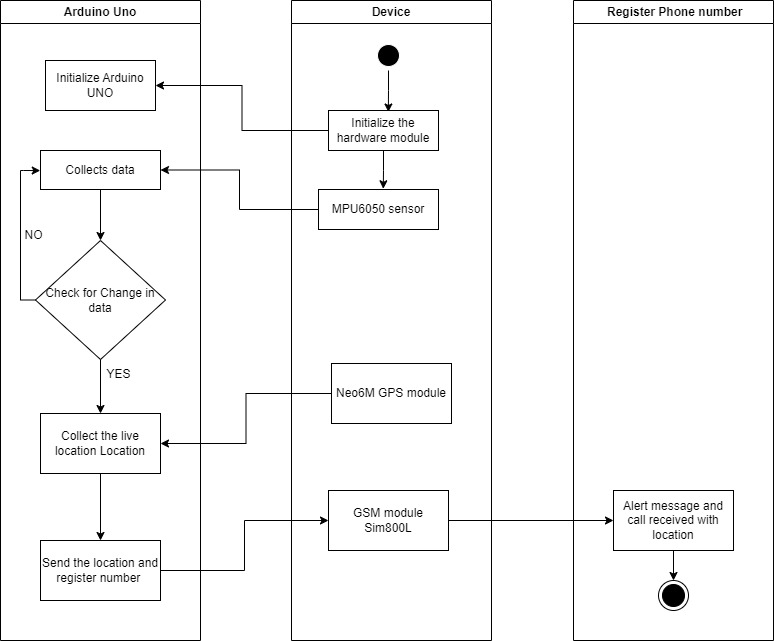 Arduino Uno
Device
Register Phone number
Initialize Arduino
UNO
Initialize the
hardware module
Collects data
MPU6050 sensor
NO
Check for Change in
data
YES
Neo6M GPS module
Collect the live
location Location
GSM module
Sim800L
Alert message and
call received with
location
Send the location and
register number